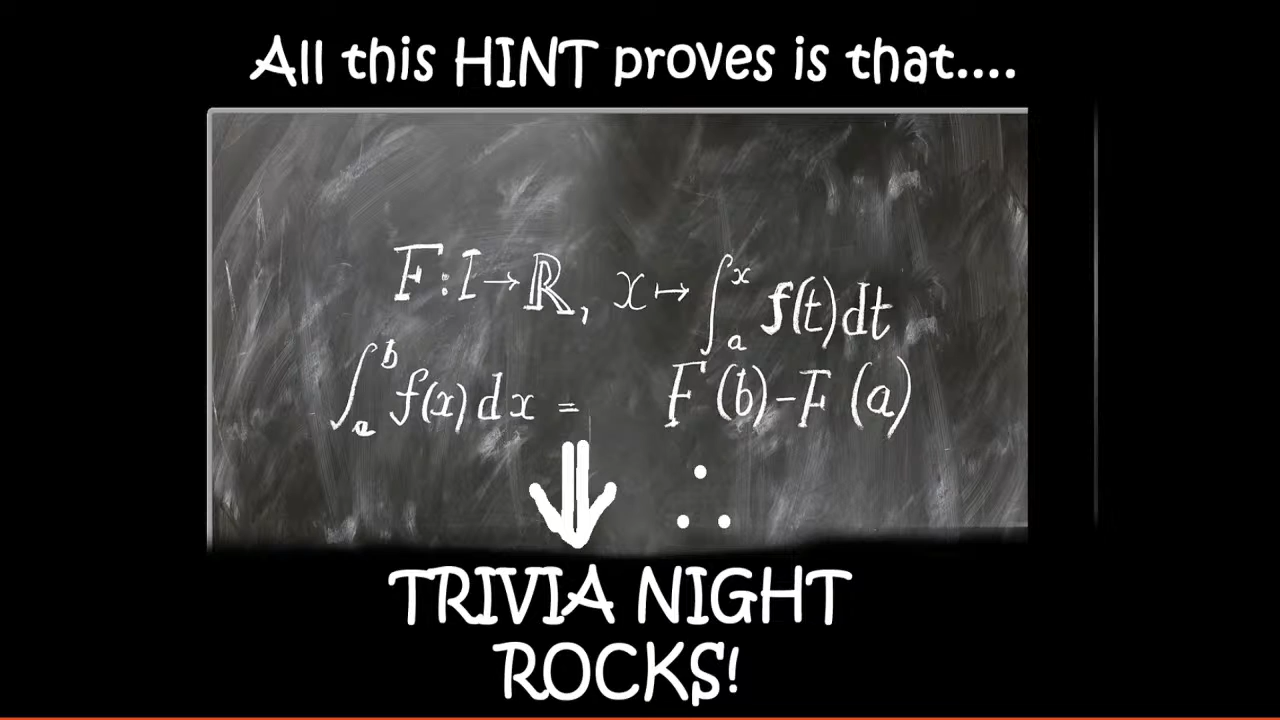 All this HINT proves is that....
F:I→ℝ, x↦∫ₐˣ f(t)dt
∫ₐᵇ f(x)dx = F(b)-F(a)
⇓ ∴
TRIVIA NIGHT
ROCKS!